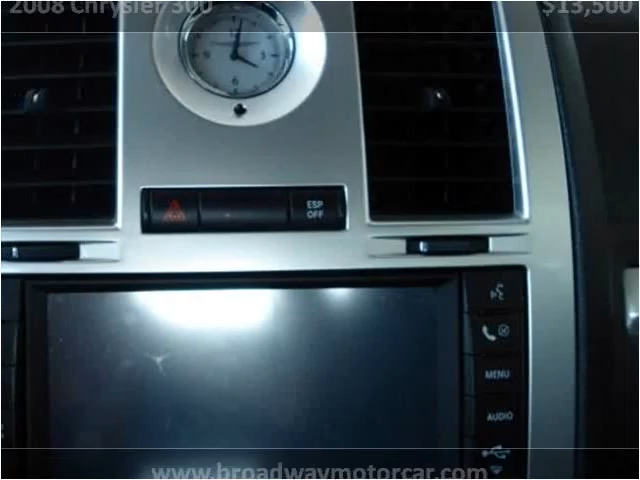 2008 Chrysler 300
$13,500
ESP
OFF
MENU
AUDIO
www.broadwaymotorcar.com